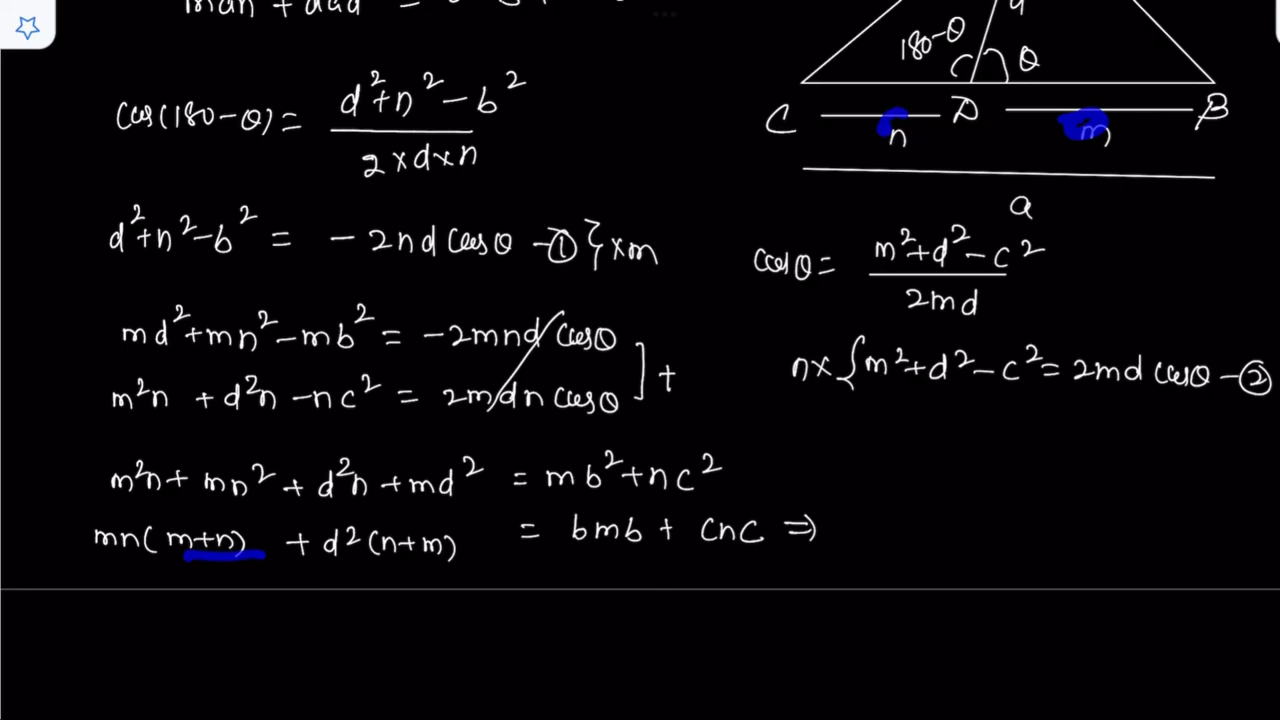 cos(180-θ) = (d²+n²-b²)/(2×d×n)
d²+n²-b² = -2nd cosθ -① } ×m
md²+mn²-mb² = -2mnd cosθ
m²n + d²n - nc² = 2mdn cosθ ] +
m²n + mn² + d²n + md² = mb² + nc²
mn(m+n) + d²(n+m) = bmb + cnc ⇒
180-θ θ
C D B
n m
a
cosθ = (m²+d²-c²)/(2md)
n× { m²+d²-c² = 2md cosθ -②